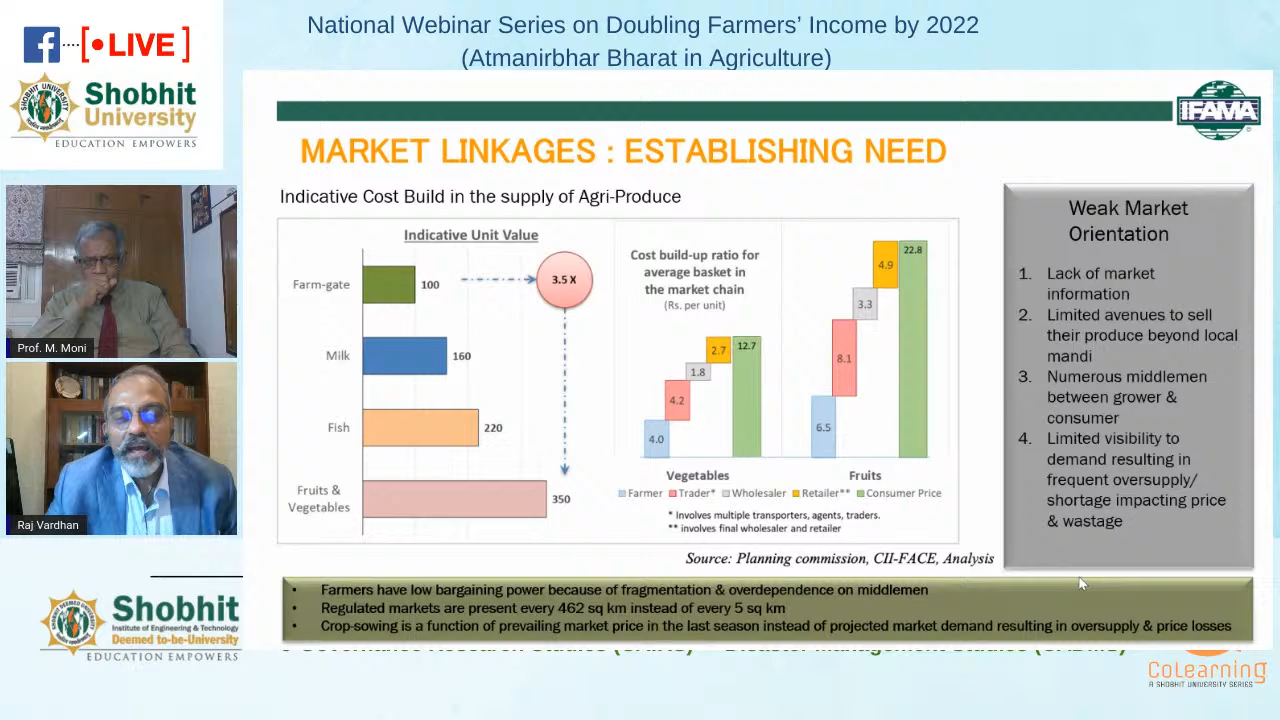 National Webinar Series on Doubling Farmers’ Income by 2022
(Atmanirbhar Bharat in Agriculture)
LIVE
SHOBHIT UNIVERSITY
Shobhit
University
EDUCATION EMPOWERS
IFAMA
MARKET LINKAGES : ESTABLISHING NEED
Indicative Cost Build in the supply of Agri-Produce
Indicative Unit Value
Farm-gate
100
3.5 X
Milk
160
Fish
220
Fruits &
Vegetables
350
Cost build-up ratio for
average basket in
the market chain
(Rs. per unit)
4.0
4.2
1.8
2.7
12.7
6.5
8.1
3.3
4.9
22.8
Vegetables
Fruits
Farmer Trader* Wholesaler Retailer** Consumer Price
* Involves multiple transporters, agents, traders.
** involves final wholesaler and retailer
Source: Planning commission, CII-FACE, Analysis
Weak Market
Orientation
1. Lack of market
information
2. Limited avenues to sell
their produce beyond local
mandi
3. Numerous middlemen
between grower &
consumer
4. Limited visibility to
demand resulting in
frequent oversupply/
shortage impacting price
& wastage
• Farmers have low bargaining power because of fragmentation & overdependence on middlemen
• Regulated markets are present every 462 sq km instead of every 5 sq km
• Crop-sowing is a function of prevailing market price in the last season instead of projected market demand resulting in oversupply & price losses
Prof. M. Moni
Raj Vardhan
Shobhit
Institute of Engineering & Technology
Deemed to-be-University
EDUCATION EMPOWERS
CoLearning
A SHOBHIT UNIVERSITY SERIES